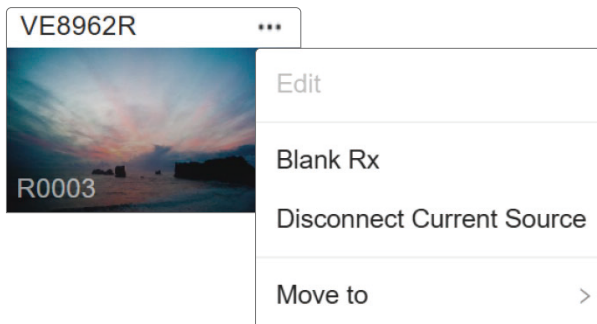 VE8962R
R0003
Edit
Blank Rx
Disconnect Current Source
Move to